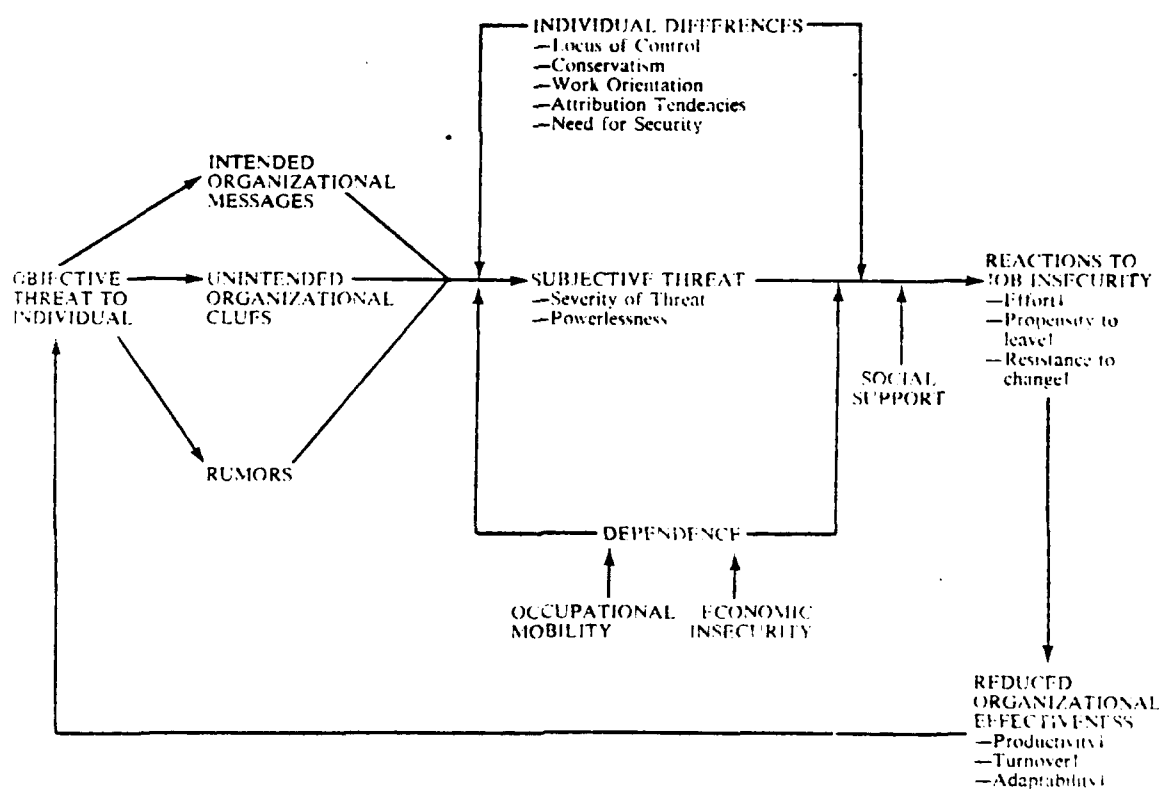 INDIVIDUAL DIFFERENCES
—Locus of Control
—Conservatism
—Work Orientation
—Attribution Tendencies
—Need for Security
INTENDED
ORGANIZATIONAL
MESSAGES
OBJECTIVE
THREAT TO
INDIVIDUAL
UNINTENDED
ORGANIZATIONAL
CLUES
RUMORS
SUBJECTIVE THREAT
—Severity of Threat
—Powerlessness
REACTIONS TO
JOB INSECURITY
—Effort↓
—Propensity to
leave↑
—Resistance to
change↑
SOCIAL
SUPPORT
DEPENDENCE
OCCUPATIONAL
MOBILITY
ECONOMIC
INSECURITY
REDUCED
ORGANIZATIONAL
EFFECTIVENESS
—Productivity↓
—Turnover↑
—Adaptability↓